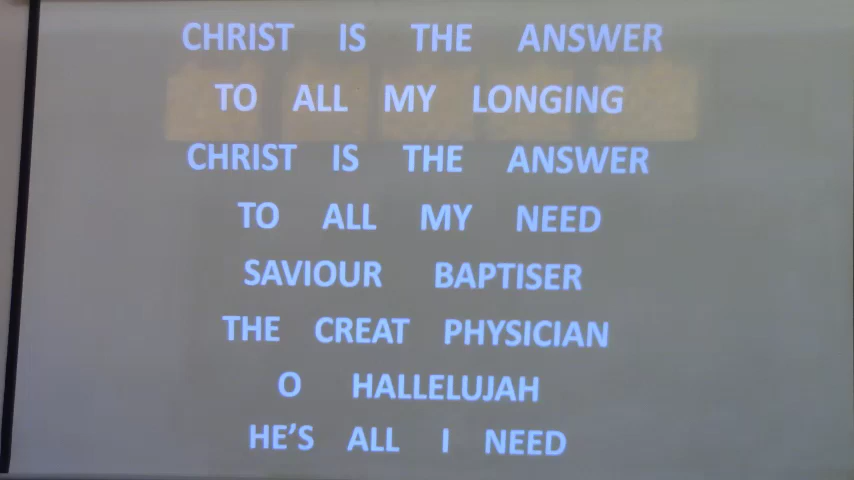 CHRIST IS THE ANSWER
TO ALL MY LONGING
CHRIST IS THE ANSWER
TO ALL MY NEED
SAVIOUR BAPTISER
THE CREAT PHYSICIAN
O HALLELUJAH
HE'S ALL I NEED